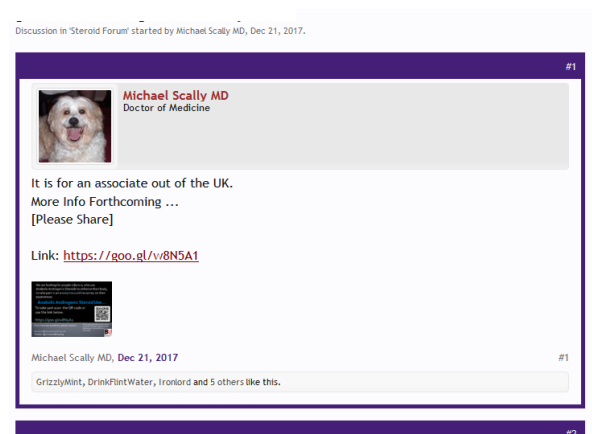 Discussion in 'Steroid Forum' started by Michael Scally MD, Dec 21, 2017.
#1
Michael Scally MD
Doctor of Medicine
It is for an associate out of the UK.
More Info Forthcoming ...
[Please Share]
Link: https://goo.gl/w8N5A1
Michael Scally MD, Dec 21, 2017 #1
GrizzlyMint, DrinkFlintWater, Ironlord and 5 others like this.
#2